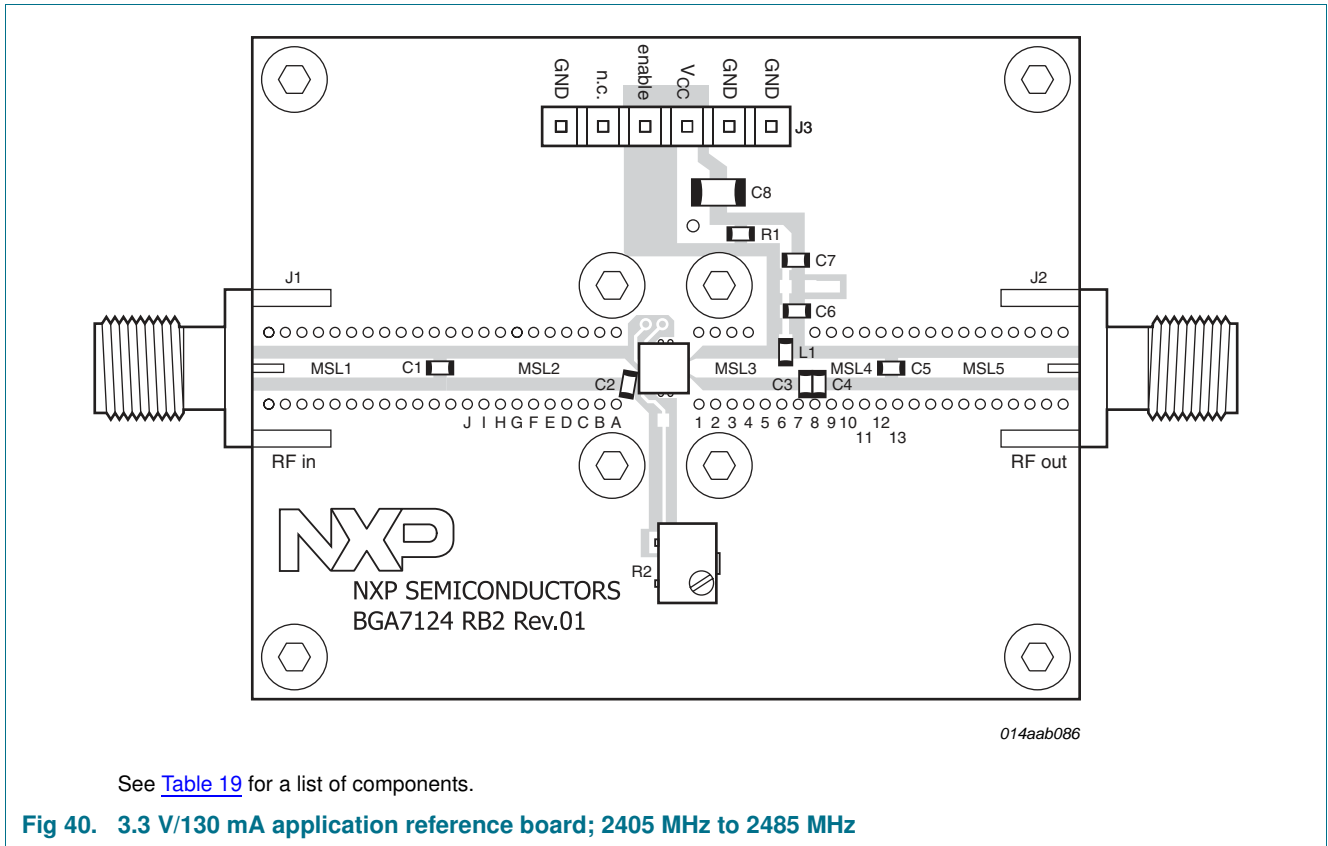 GND
n.c.
enable
VCC
GND
GND
J3
C8
R1
C7
C6
J1
J2
MSL1
C1
MSL2
C2
MSL3
L1
C3
C4
MSL4
C5
MSL5
J I H G F E D C B A
1 2 3 4 5 6 7 8 9 10 12
11 13
RF in
RF out
NXP
R2
NXP SEMICONDUCTORS
BGA7124 RB2 Rev.01
014aab086
See Table 19 for a list of components.
Fig 40. 3.3 V/130 mA application reference board; 2405 MHz to 2485 MHz